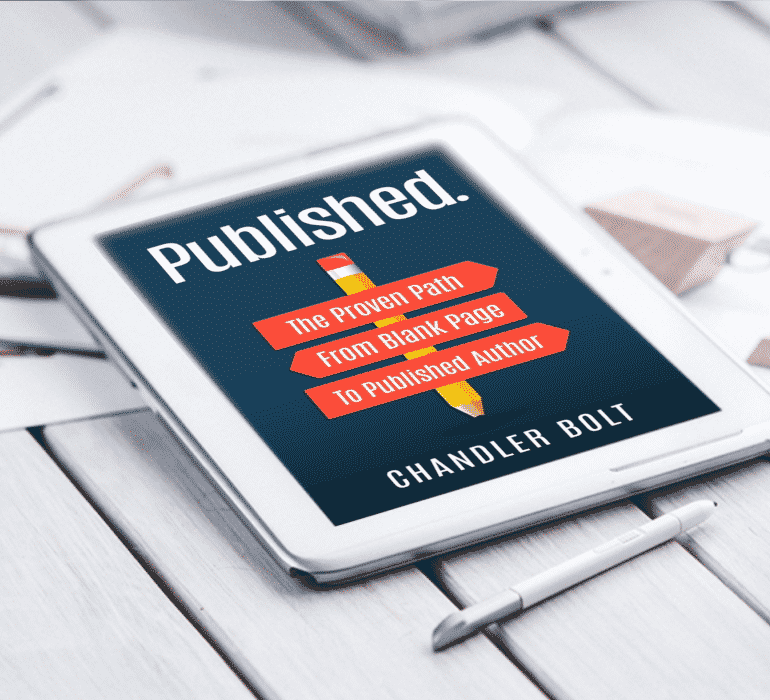 Published.
The Proven Path
From Blank Page
To Published Author
CHANDLER BOLT